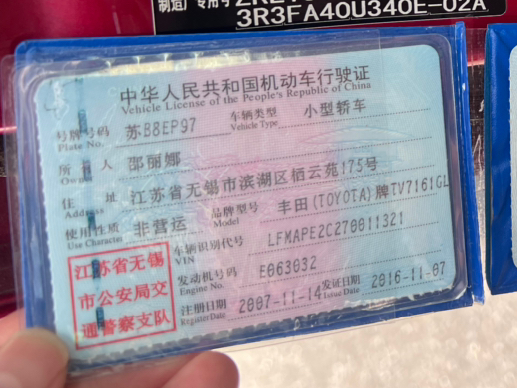 制造厂专用号
3R3FA40U340E-02A
中华人民共和国机动车行驶证
Vehicle License of the People's Republic of China
号牌号码 苏B8EP97 车辆类型 小型轿车
Plate No. Vehicle Type
所有人 邵丽娜
Owner
住址 江苏省无锡市滨湖区栖云苑175号
Address
使用性质 非营运 品牌型号 丰田(TOYOTA)牌TV7161GL
Use Character Model
车辆识别代号 LFMAPE2C270011321
VIN
发动机号码 E063032
Engine No.
注册日期 2007-11-14 发证日期 2016-11-07
Register Date Issue Date
江苏省无锡
市公安局交
通警察支队